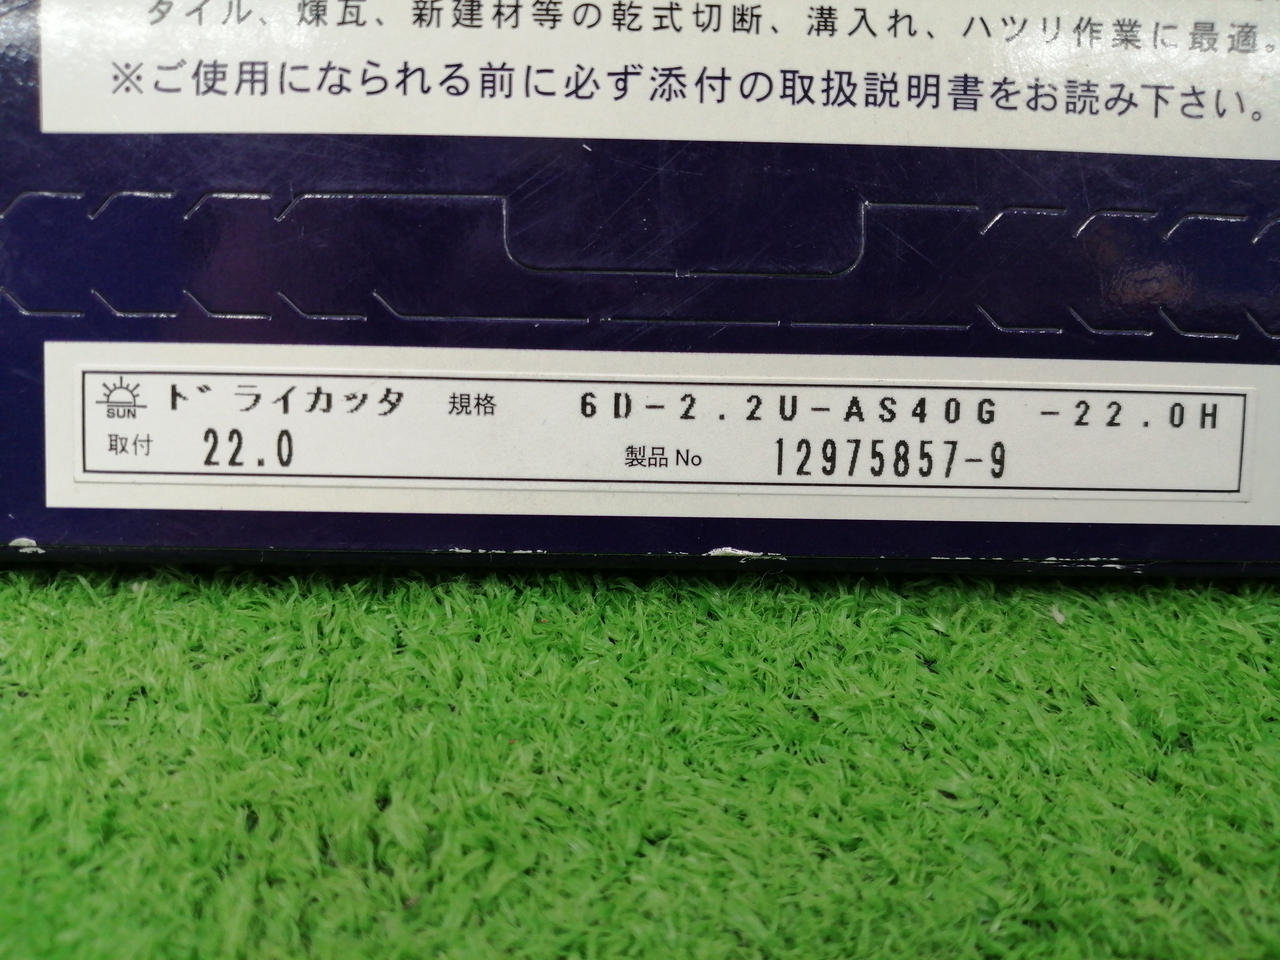 タイル、煉瓦、新建材等の乾式切断、溝入れ、ハツリ作業に最適。
※ご使用になられる前に必ず添付の取扱説明書をお読み下さい。
SUN ドライカッタ 規格 6D-2.2U-AS40G -22.0H
取付 22.0 製品No 12975857-9